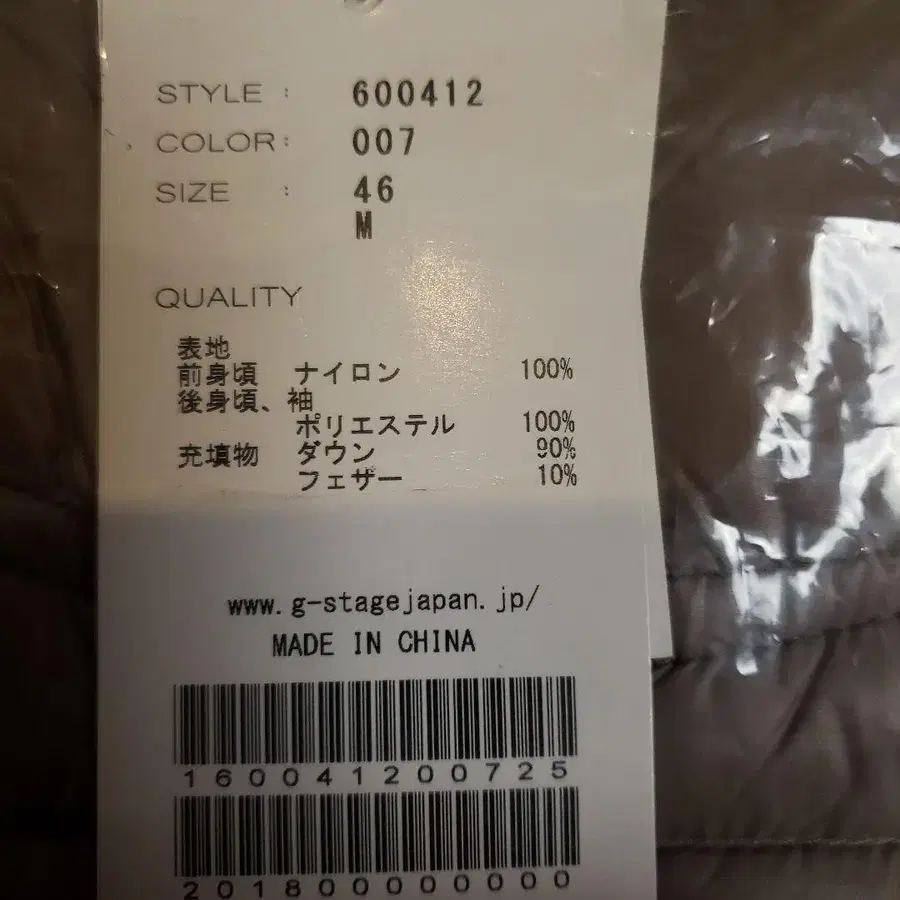 STYLE : 600412
COLOR: 007
SIZE : 46
M
QUALITY
表地
前身頃 ナイロン 100%
後身頃、袖
ポリエステル 100%
充填物 ダウン 90%
フェザー 10%
www.g-stagejapan.jp/
MADE IN CHINA
160041200725
2018000000000